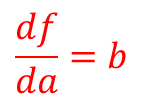 df/da = b